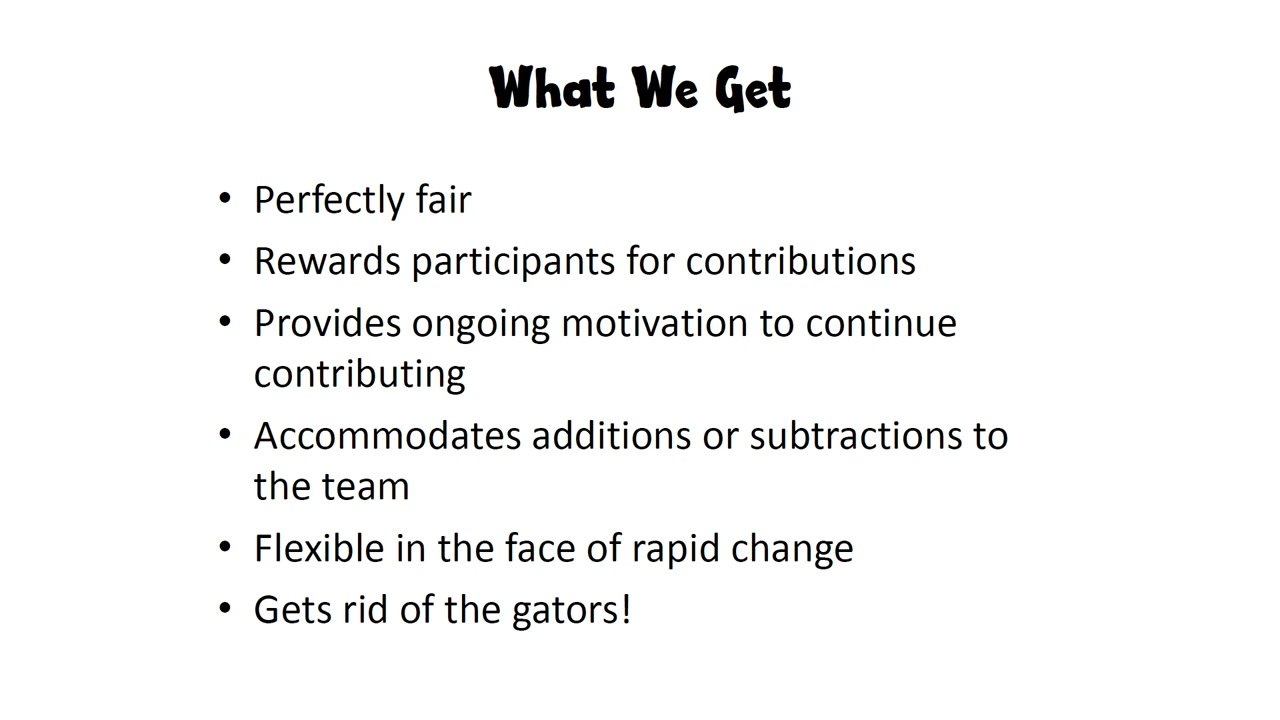 What We Get
• Perfectly fair
• Rewards participants for contributions
• Provides ongoing motivation to continue
contributing
• Accommodates additions or subtractions to
the team
• Flexible in the face of rapid change
• Gets rid of the gators!